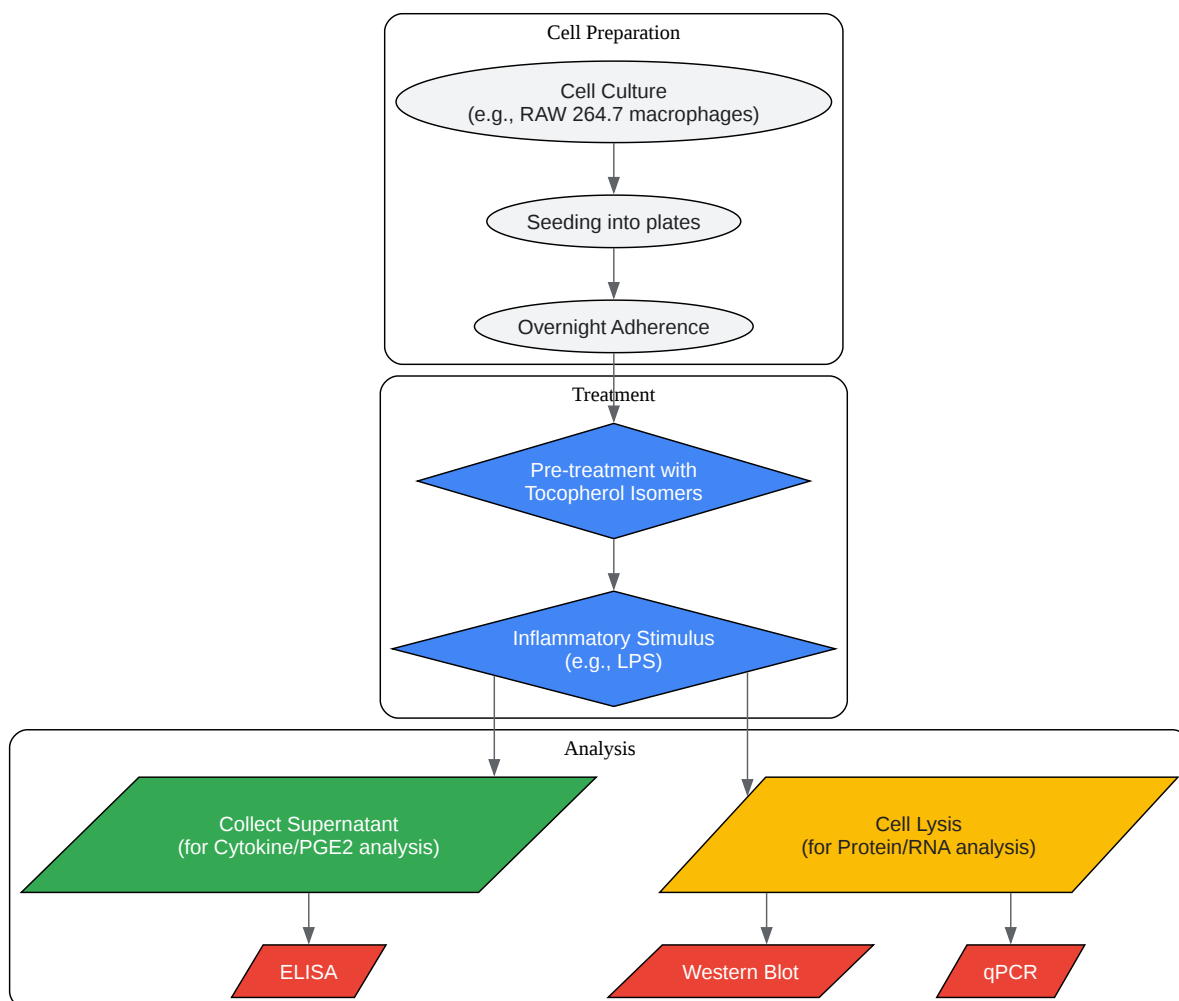 Cell Preparation
Cell Culture
(e.g., RAW 264.7 macrophages)
Seeding into plates
Overnight Adherence
Treatment
Pre-treatment with
Tocopherol Isomers
Inflammatory Stimulus
(e.g., LPS)
Analysis
Collect Supernatant
(for Cytokine/PGE2 analysis)
Cell Lysis
(for Protein/RNA analysis)
ELISA
Western Blot
qPCR